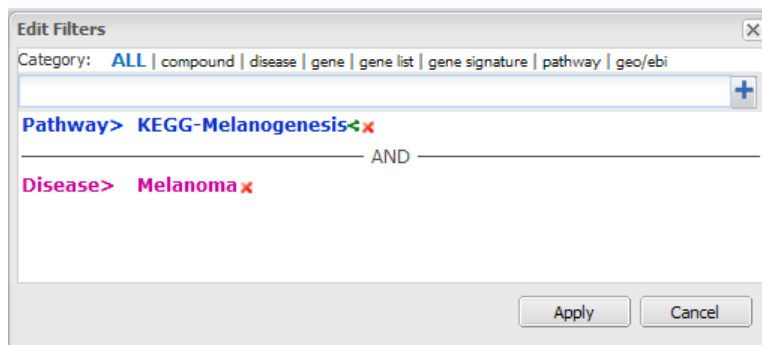 Edit Filters
Category: ALL | compound | disease | gene | gene list | gene signature | pathway | geo/ebi
Pathway> KEGG-Melanogenesis
AND
Disease> Melanoma
Apply Cancel